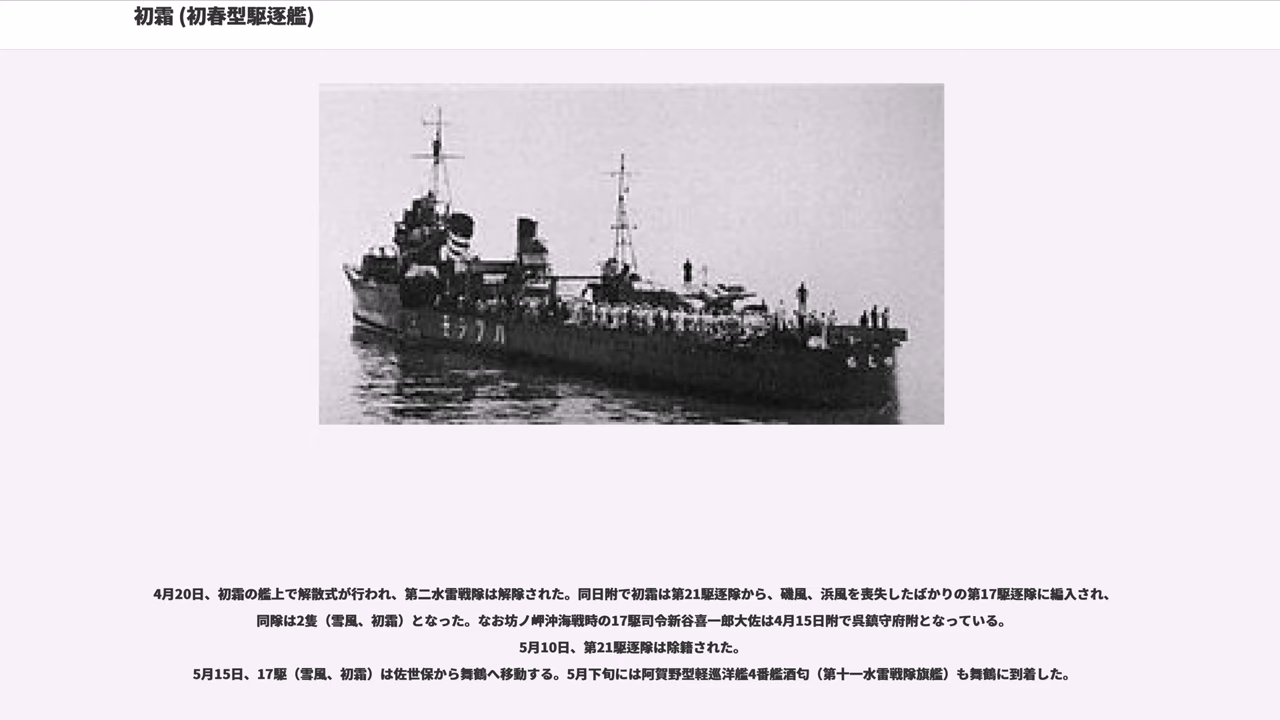 初霜 (初春型駆逐艦)
モシツハ
4月20日、初霜の艦上で解散式が行われ、第二水雷戦隊は解除された。同日附で初霜は第21駆逐隊から、磯風、浜風を喪失したばかりの第17駆逐隊に編入され、
同隊は2隻（雪風、初霜）となった。なお坊ノ岬沖海戦時の17駆司令新谷喜一郎大佐は4月15日附で呉鎮守府附となっている。
5月10日、第21駆逐隊は除籍された。
5月15日、17駆（雪風、初霜）は佐世保から舞鶴へ移動する。5月下旬には阿賀野型軽巡洋艦4番艦酒匂（第十一水雷戦隊旗艦）も舞鶴に到着した。